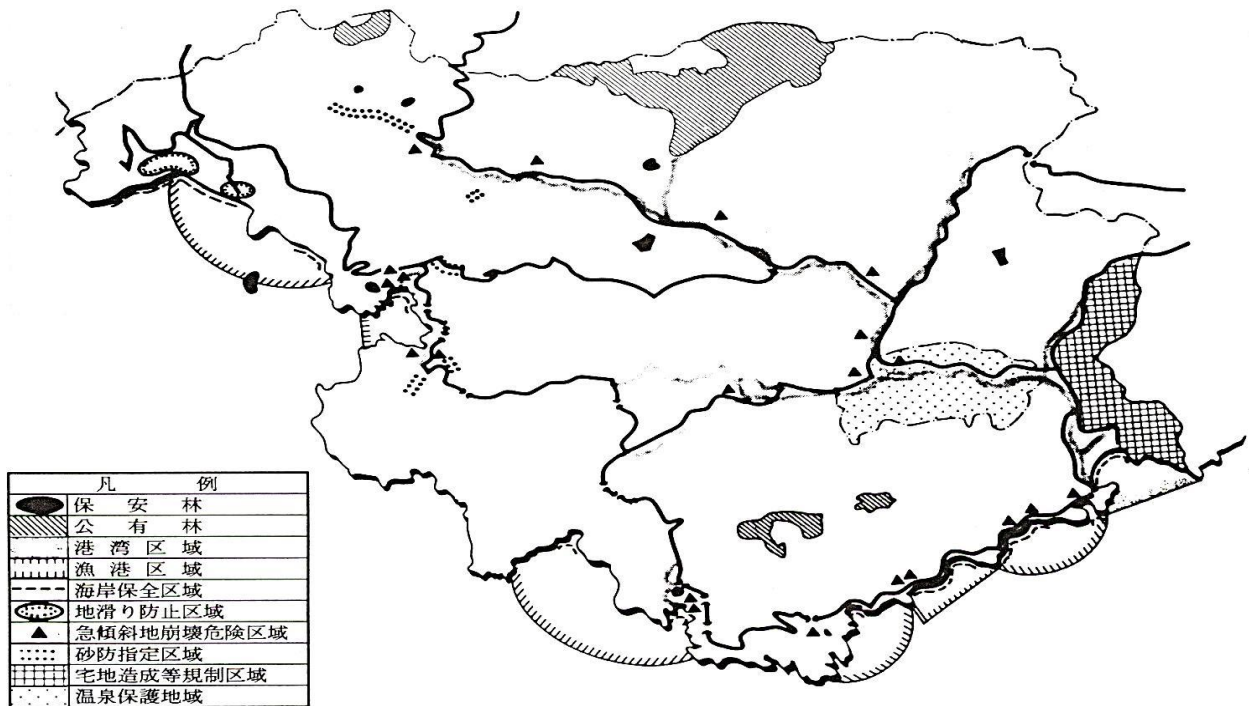 凡例
保安林
公有林
港湾区域
漁港区域
海岸保全区域
地滑り防止区域
急傾斜地崩壊危険区域
砂防指定区域
宅地造成等規制区域
温泉保護地域